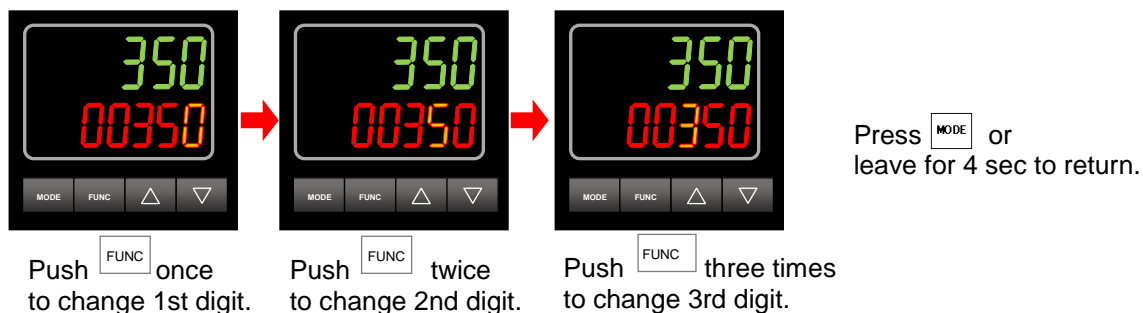 350
00350
MODE FUNC
350
00350
MODE FUNC
350
00350
MODE FUNC
Press MODE or
leave for 4 sec to return.
Push FUNC once
to change 1st digit.
Push FUNC twice
to change 2nd digit.
Push FUNC three times
to change 3rd digit.